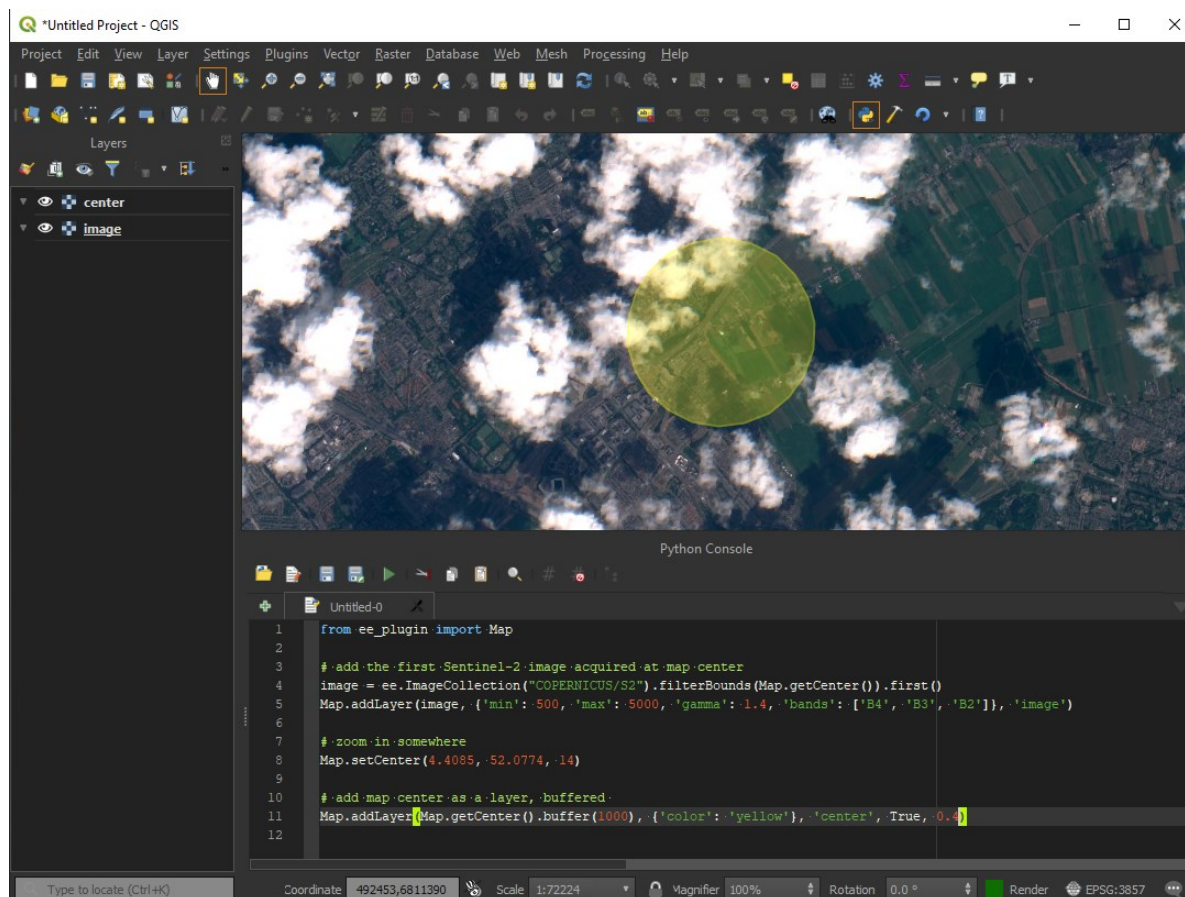 *Untitled Project - QGIS
Project Edit View Layer Settings Plugins Vector Raster Database Web Mesh Processing Help
Layers
center
image
Python Console
Untitled-0
1 from ee_plugin import Map
2
3 # add the first Sentinel-2 image acquired at map center
4 image = ee.ImageCollection("COPERNICUS/S2").filterBounds(Map.getCenter()).first()
5 Map.addLayer(image, {'min': 500, 'max': 5000, 'gamma': 1.4, 'bands': ['B4', 'B3', 'B2']}, 'image')
6
7 # zoom in somewhere
8 Map.setCenter(4.4085, 52.0774, 14)
9
10 # add map center as a layer, buffered
11 Map.addLayer(Map.getCenter().buffer(1000), {'color': 'yellow'}, 'center', True, 0.4)
12
Type to locate (Ctrl+K) Coordinate 492453,6811390 Scale 1:72224 Magnifier 100% Rotation 0.0 ° Render EPSG:3857